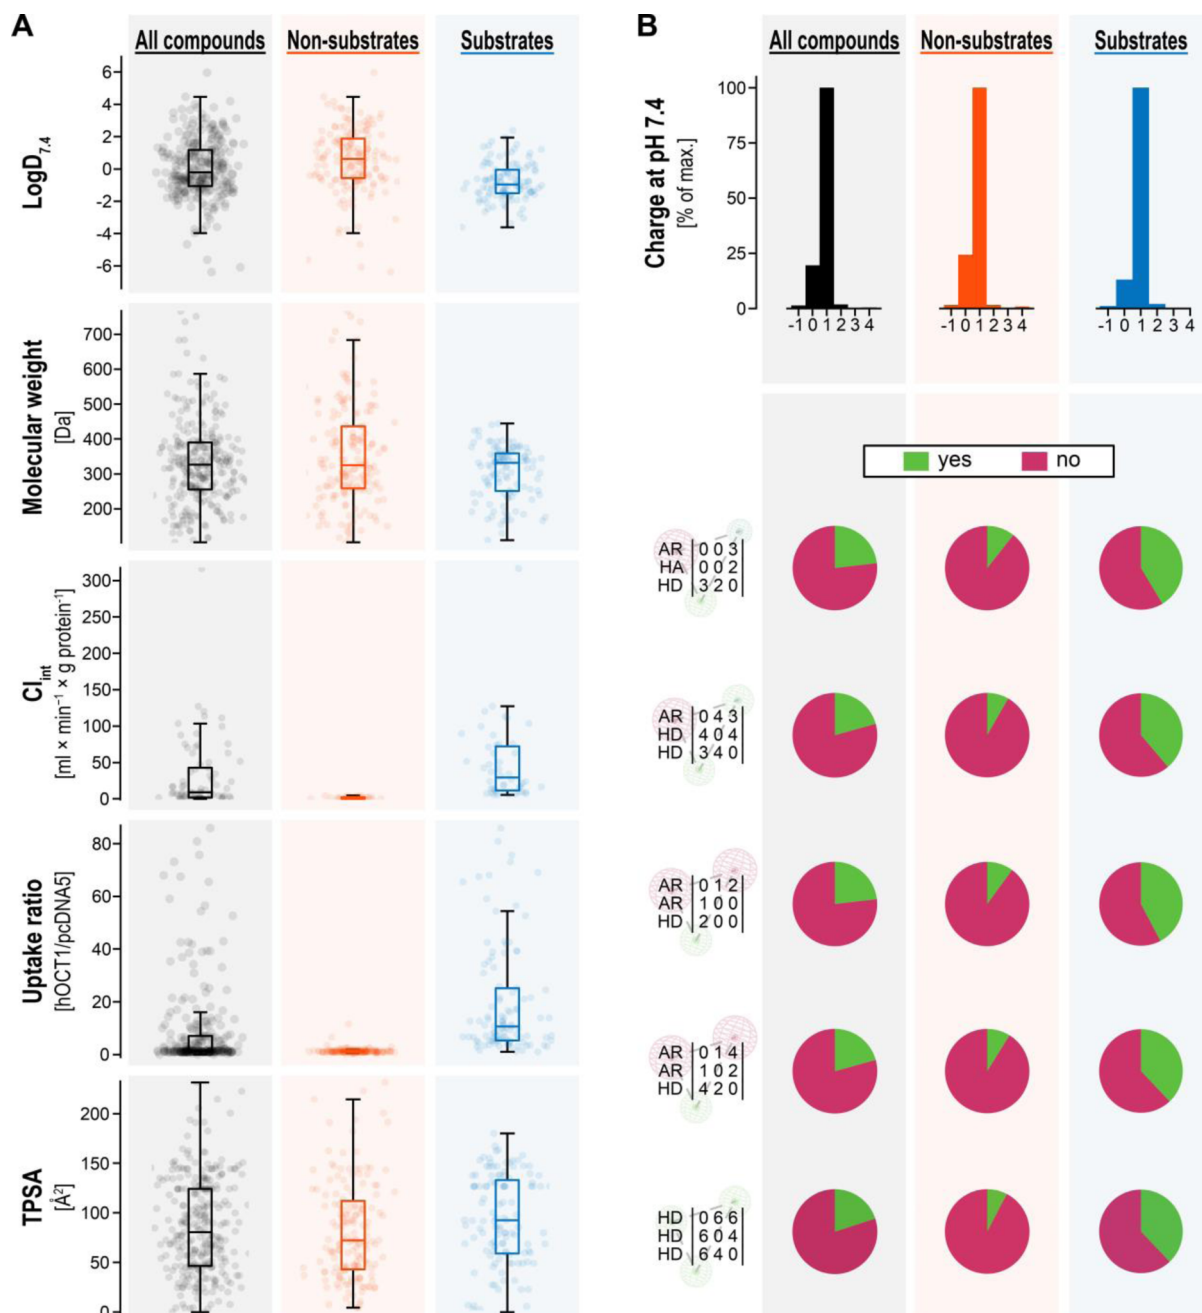 A
All compounds
Non-substrates
Substrates
LogD7.4
6
4
2
0
-2
-4
-6
Molecular weight
[Da]
700
600
500
400
300
200
Clint
[ml × min⁻¹ × g protein⁻¹]
300
250
200
150
100
50
0
Uptake ratio
[hOCT1/pcDNA5]
80
60
40
20
0
TPSA
[Å²]
200
150
100
50
0
B
All compounds
Non-substrates
Substrates
Charge at pH 7.4
[% of max.]
100
75
50
25
0
-1 0 1 2 3 4
-1 0 1 2 3 4
-1 0 1 2 3 4
yes
no
AR 0 0 3
HA 0 0 2
HD 3 2 0
AR 0 4 3
HD 4 0 4
HD 3 4 0
AR 0 1 2
AR 1 0 0
HD 2 0 0
AR 0 1 4
AR 1 0 2
HD 4 2 0
HD 0 6 6
HD 6 0 4
HD 6 4 0